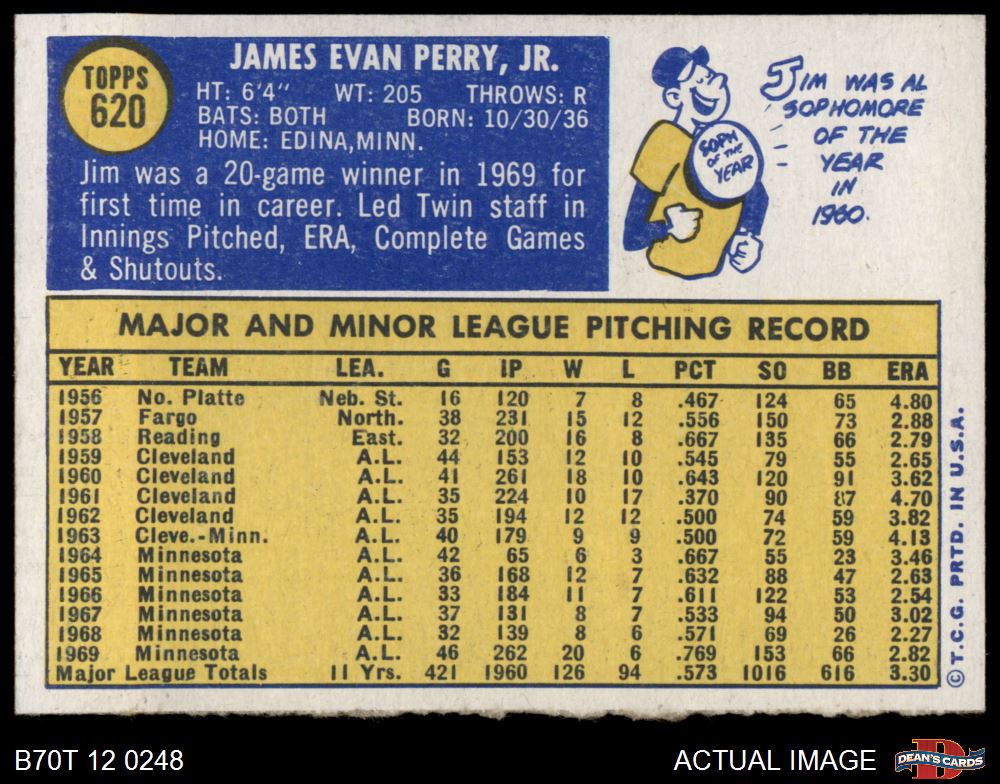 TOPPS
620
JAMES EVAN PERRY, JR.
HT: 6'4" WT: 205 THROWS: R
BATS: BOTH BORN: 10/30/36
HOME: EDINA,MINN.
Jim was a 20-game winner in 1969 for
first time in career. Led Twin staff in
Innings Pitched, ERA, Complete Games
& Shutouts.
SOPH
OF THE
YEAR
JIM WAS AL
SOPHOMORE
OF THE
YEAR
IN
1960.
MAJOR AND MINOR LEAGUE PITCHING RECORD
YEAR TEAM LEA. G IP W L PCT SO BB ERA
1956 No. Platte Neb. St. 16 120 7 8 .467 124 65 4.80
1957 Fargo North. 38 231 15 12 .556 150 73 2.88
1958 Reading East. 32 200 16 8 .667 135 66 2.79
1959 Cleveland A.L. 44 153 12 10 .545 79 55 2.65
1960 Cleveland A.L. 41 261 18 10 .643 120 91 3.62
1961 Cleveland A.L. 35 224 10 17 .370 90 87 4.70
1962 Cleveland A.L. 35 194 12 12 .500 74 59 3.82
1963 Cleve.-Minn. A.L. 40 179 9 9 .500 72 59 4.13
1964 Minnesota A.L. 42 65 6 3 .667 55 23 3.46
1965 Minnesota A.L. 36 168 12 7 .632 88 47 2.63
1966 Minnesota A.L. 33 184 11 7 .611 122 53 2.54
1967 Minnesota A.L. 37 131 8 7 .533 94 50 3.02
1968 Minnesota A.L. 32 139 8 6 .571 69 26 2.27
1969 Minnesota A.L. 46 262 20 6 .769 153 66 2.82
Major League Totals 11 Yrs. 421 1960 126 94 .573 1016 616 3.30
© T.C.G. PRTD. IN U.S.A.
B70T 12 0248
ACTUAL IMAGE
DEAN'S CARDS